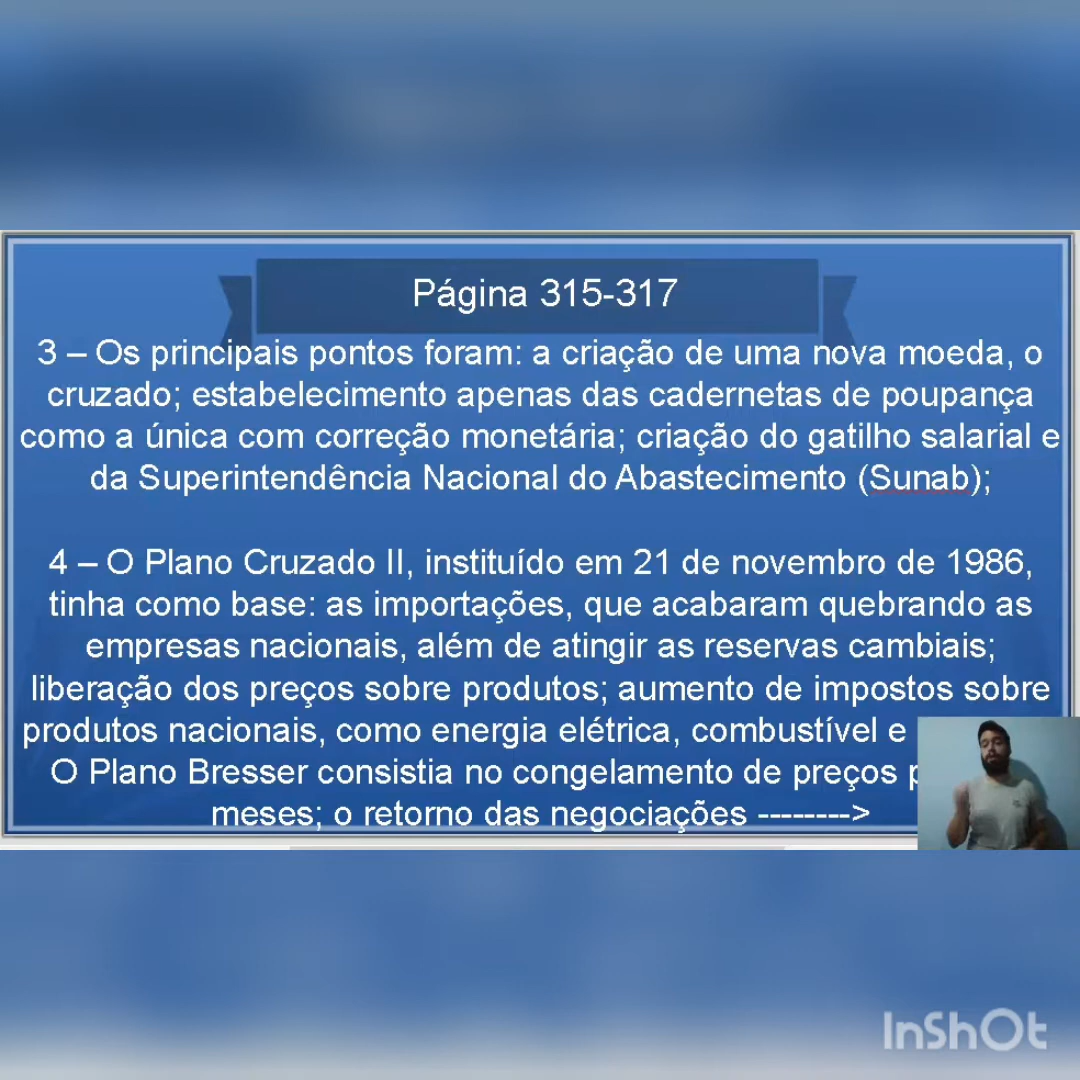 Página 315-317
3 – Os principais pontos foram: a criação de uma nova moeda, o
cruzado; estabelecimento apenas das cadernetas de poupança
como a única com correção monetária; criação do gatilho salarial e
da Superintendência Nacional do Abastecimento (Sunab);
4 – O Plano Cruzado II, instituído em 21 de novembro de 1986,
tinha como base: as importações, que acabaram quebrando as
empresas nacionais, além de atingir as reservas cambiais;
liberação dos preços sobre produtos; aumento de impostos sobre
produtos nacionais, como energia elétrica, combustível e
O Plano Bresser consistia no congelamento de preços
meses; o retorno das negociações -------->
InShOt